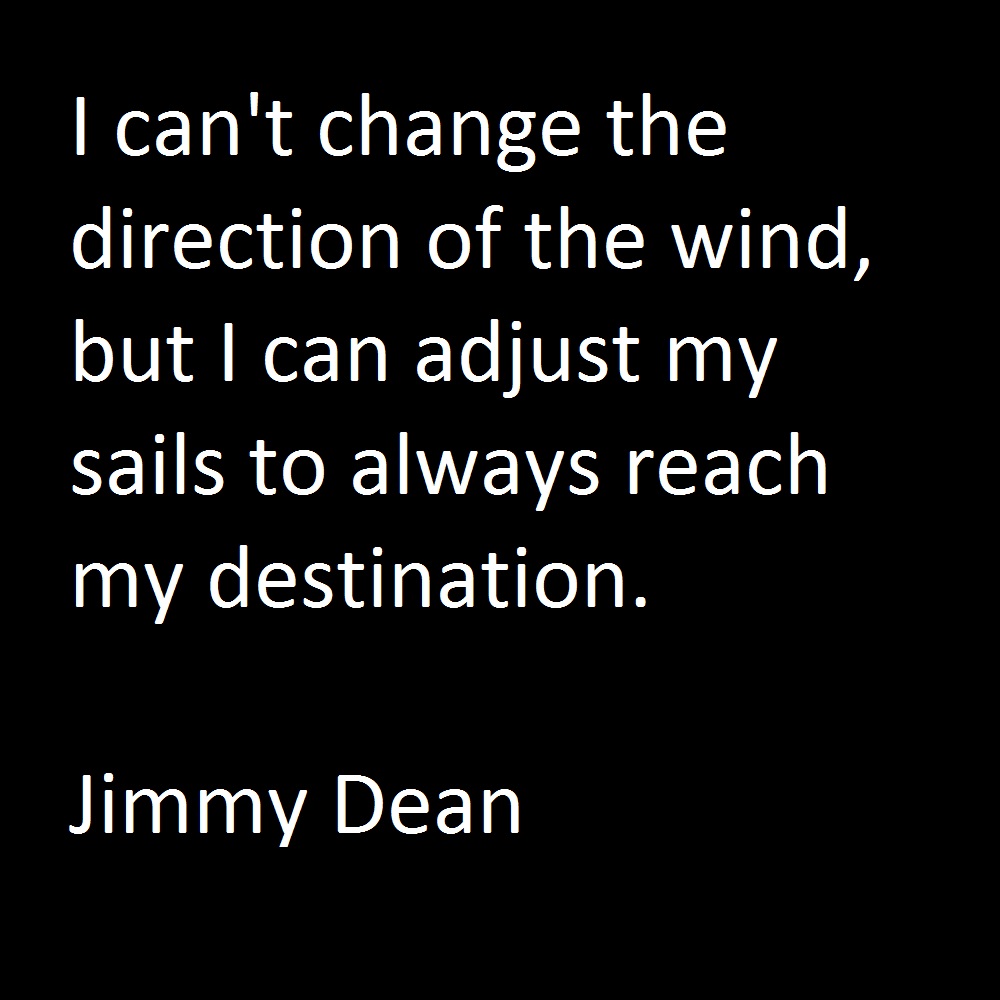 I can't change the
direction of the wind,
but I can adjust my
sails to always reach
my destination.
Jimmy Dean